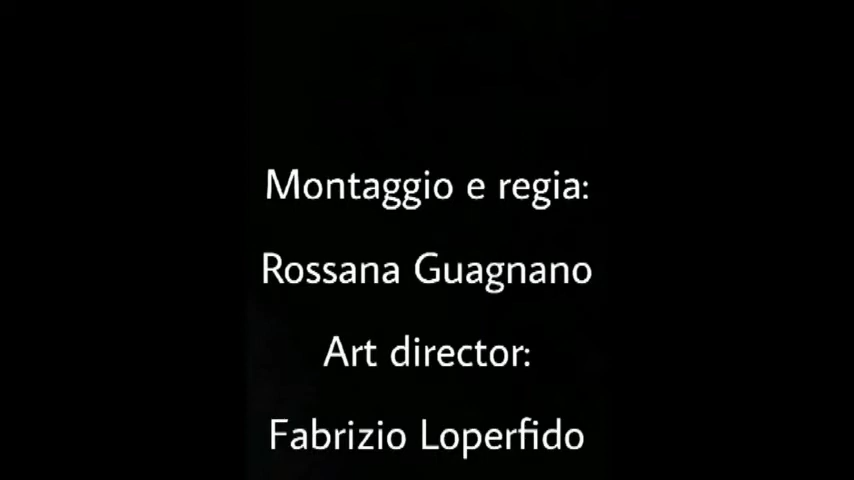 Montaggio e regia:
Rossana Guagnano
Art director:
Fabrizio Loperfido